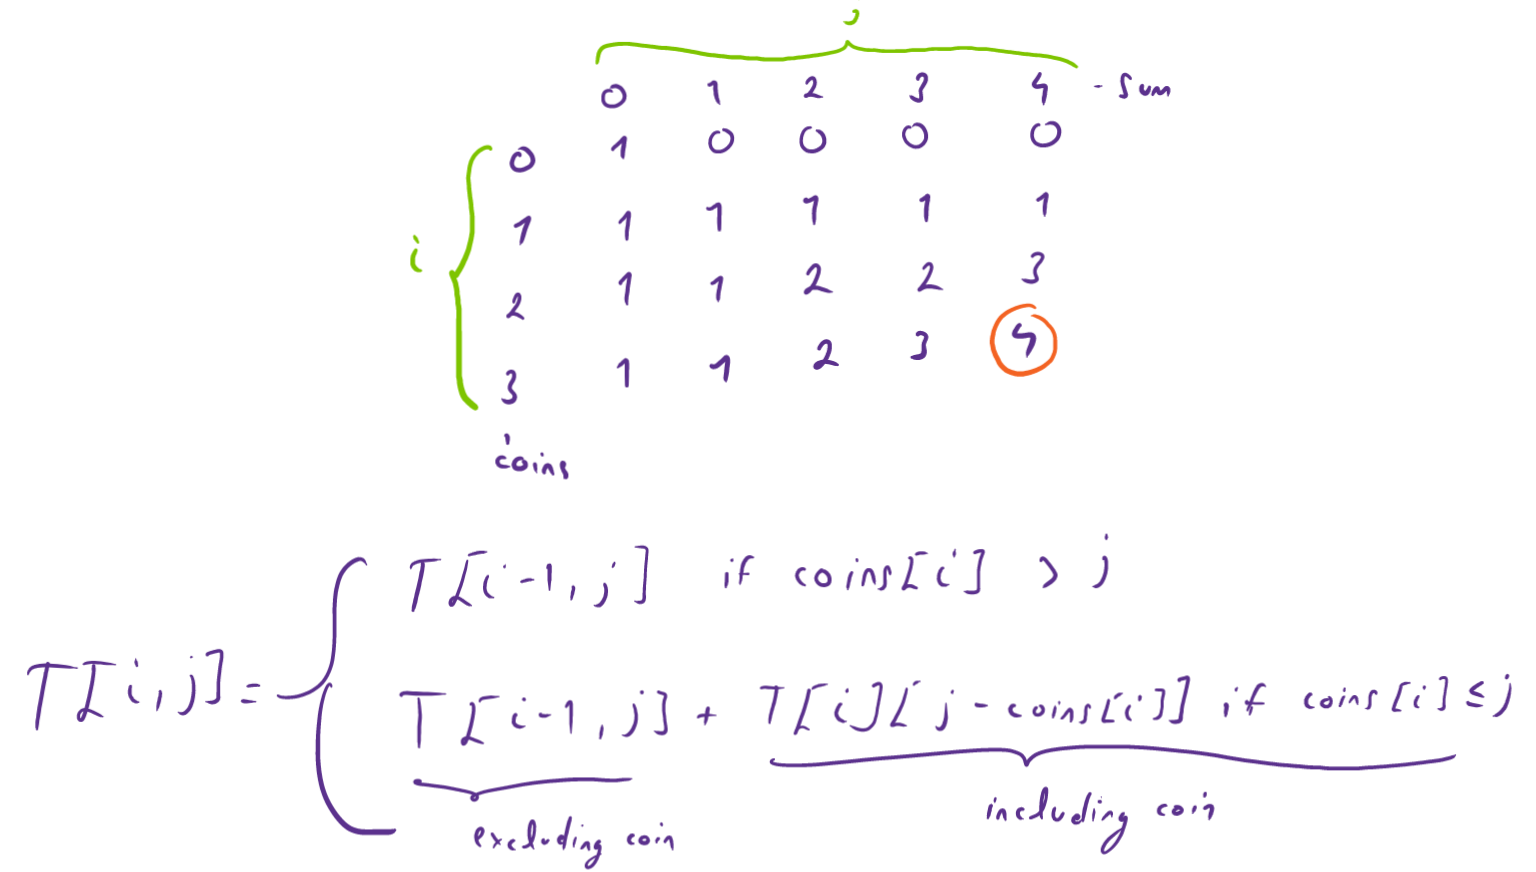 j
0 1 2 3 4 - Sum
0 1 0 0 0 0
1 1 1 1 1 1
i
2 1 1 2 2 3
3 1 1 2 3 4
coins
T[i-1, j] if coins[i] > j
T[i, j] =
T[i-1, j] + T[i][j - coins[i]] if coins[i] ≤ j
excluding coin
including coin